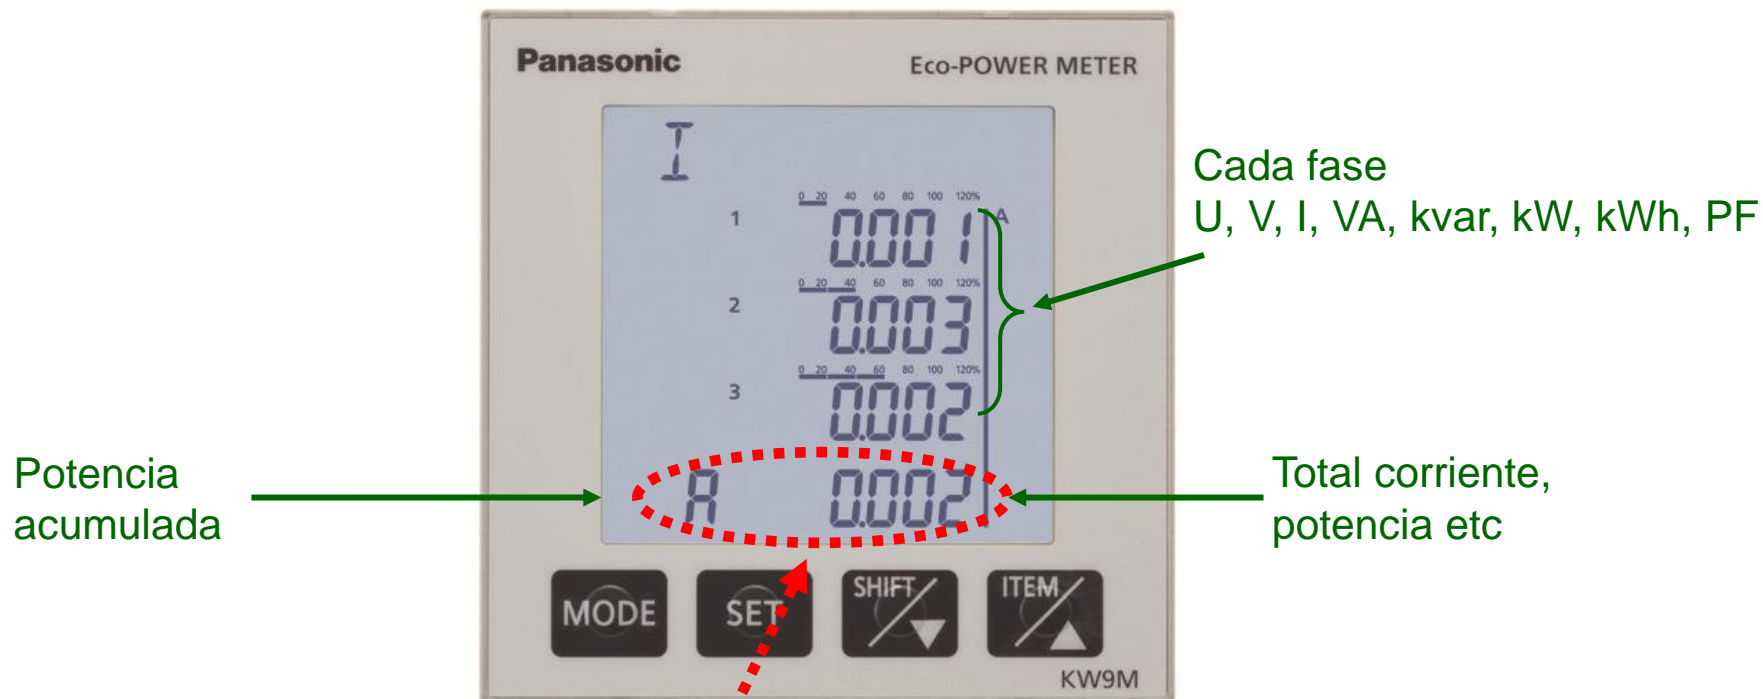 Panasonic
Eco-POWER METER
I
0 20 40 60 80 100 120%
1 0.001 A
0 20 40 60 80 100 120%
2 0.003
0 20 40 60 80 100 120%
3 0.002
A 0.002
MODE SET SHIFT ITEM
KW9M
Cada fase
U, V, I, VA, kvar, kW, kWh, PF
Potencia
acumulada
Total corriente,
potencia etc